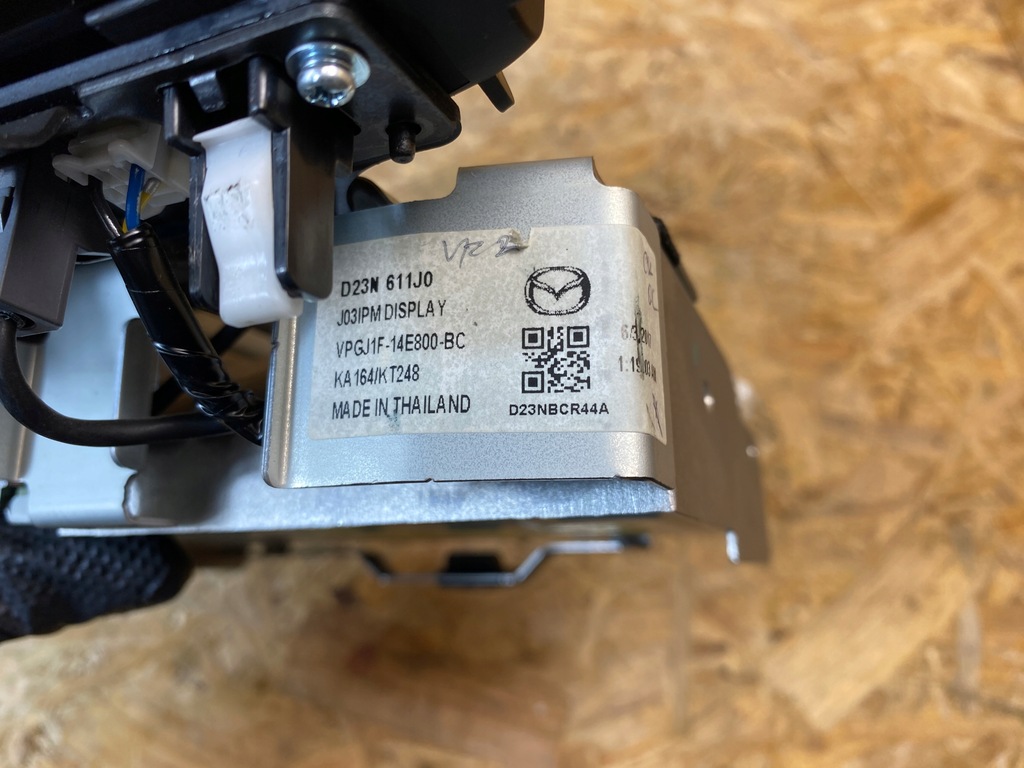 D23N 611J0
J03IPM DISPLAY
VPGJ1F-14E800-BC
KA164/KT248
MADE IN THAILAND
D23NBCR44A